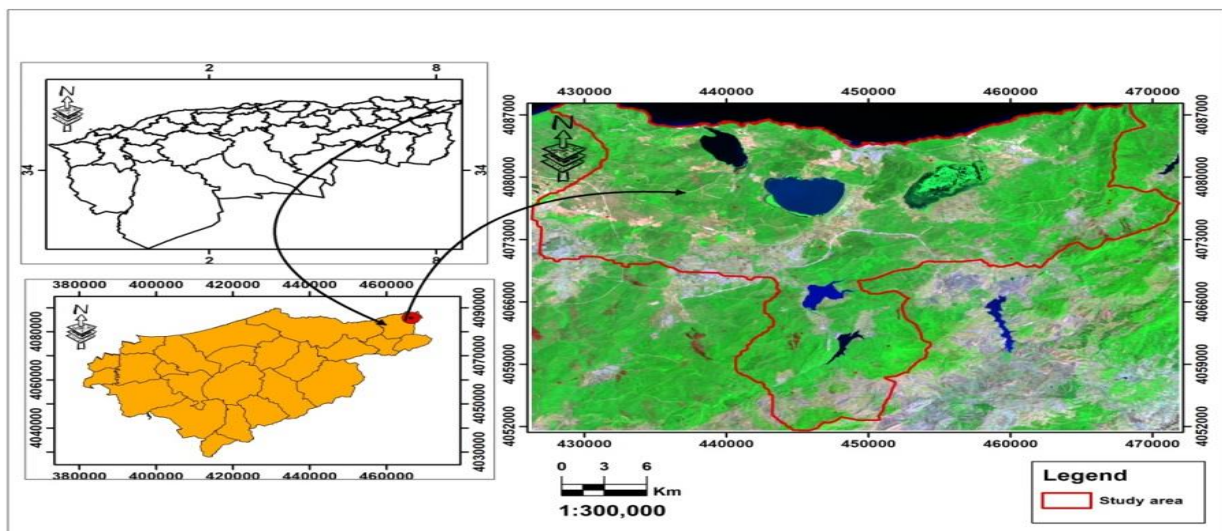 2 8
N
34 34
2 8
380000 400000 420000 440000 460000
N
4030000 4040000 4050000 4060000 4070000 4080000 4090000
380000 400000 420000 440000 460000
430000 440000 450000 460000 470000
N
4052000 4059000 4066000 4073000 4080000 4087000
4052000 4059000 4066000 4073000 4080000 4087000
430000 440000 450000 460000 470000
0 3 6
Km
1:300,000
Legend
Study area